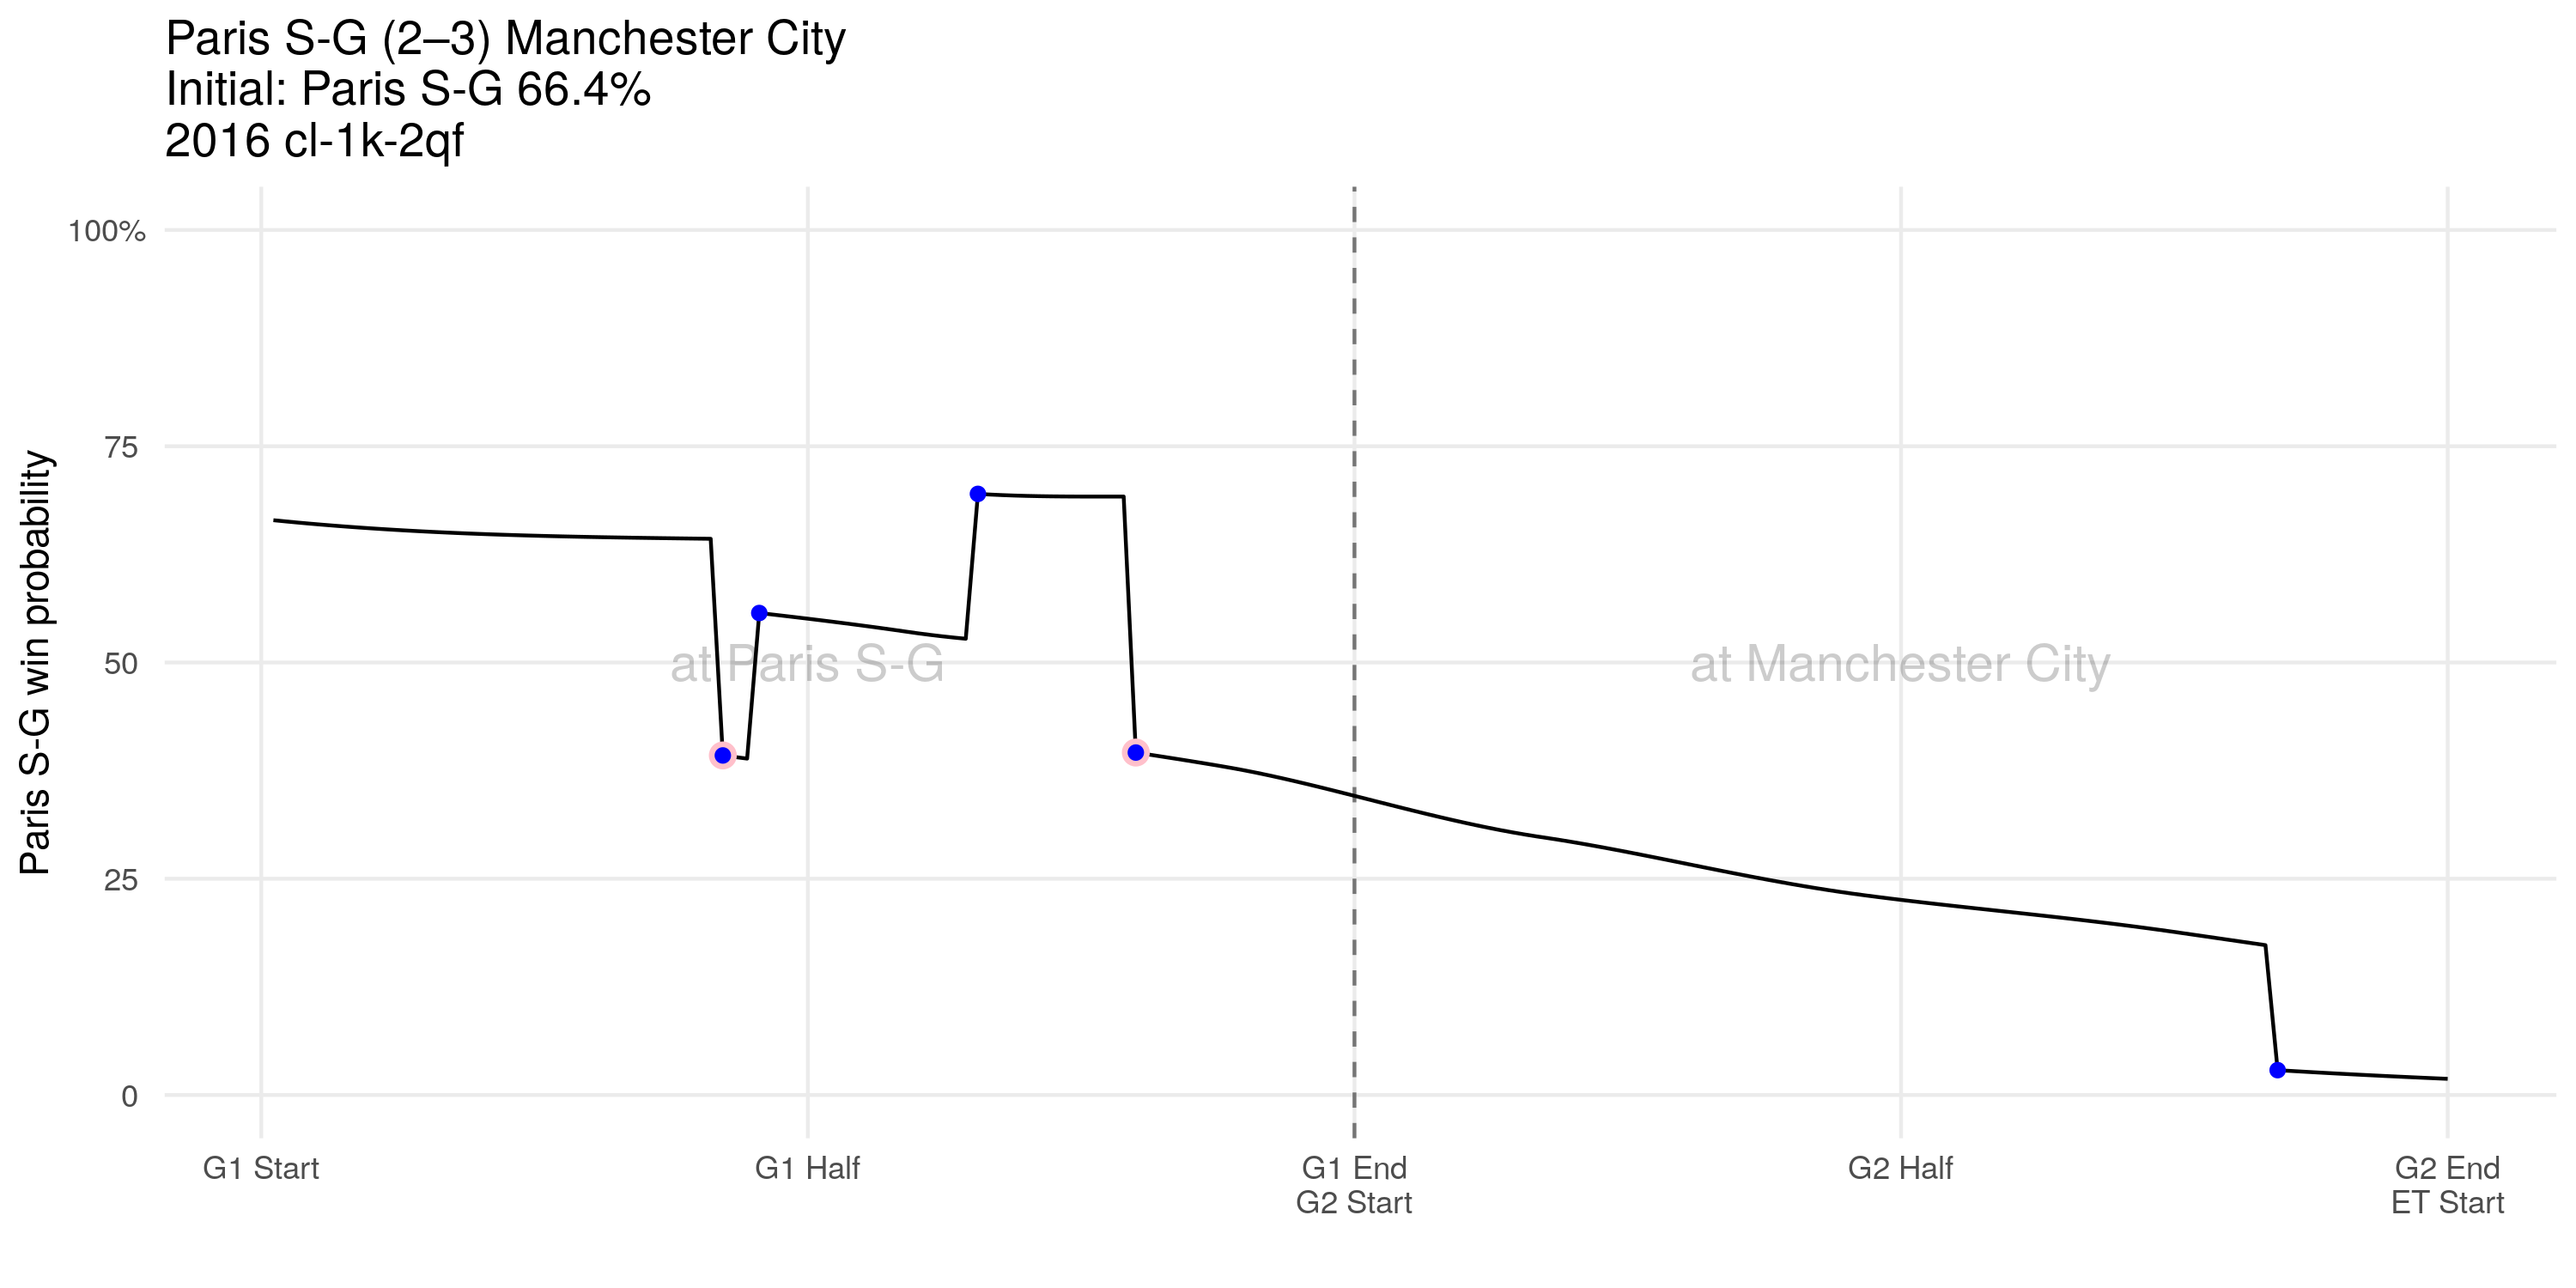 Paris S-G (2–3) Manchester City
Initial: Paris S-G 66.4%
2016 cl-1k-2qf
Paris S-G win probability
100%
75
50
25
0
at Paris S-G
at Manchester City
G1 Start
G1 Half
G1 End
G2 Start
G2 Half
G2 End
ET Start